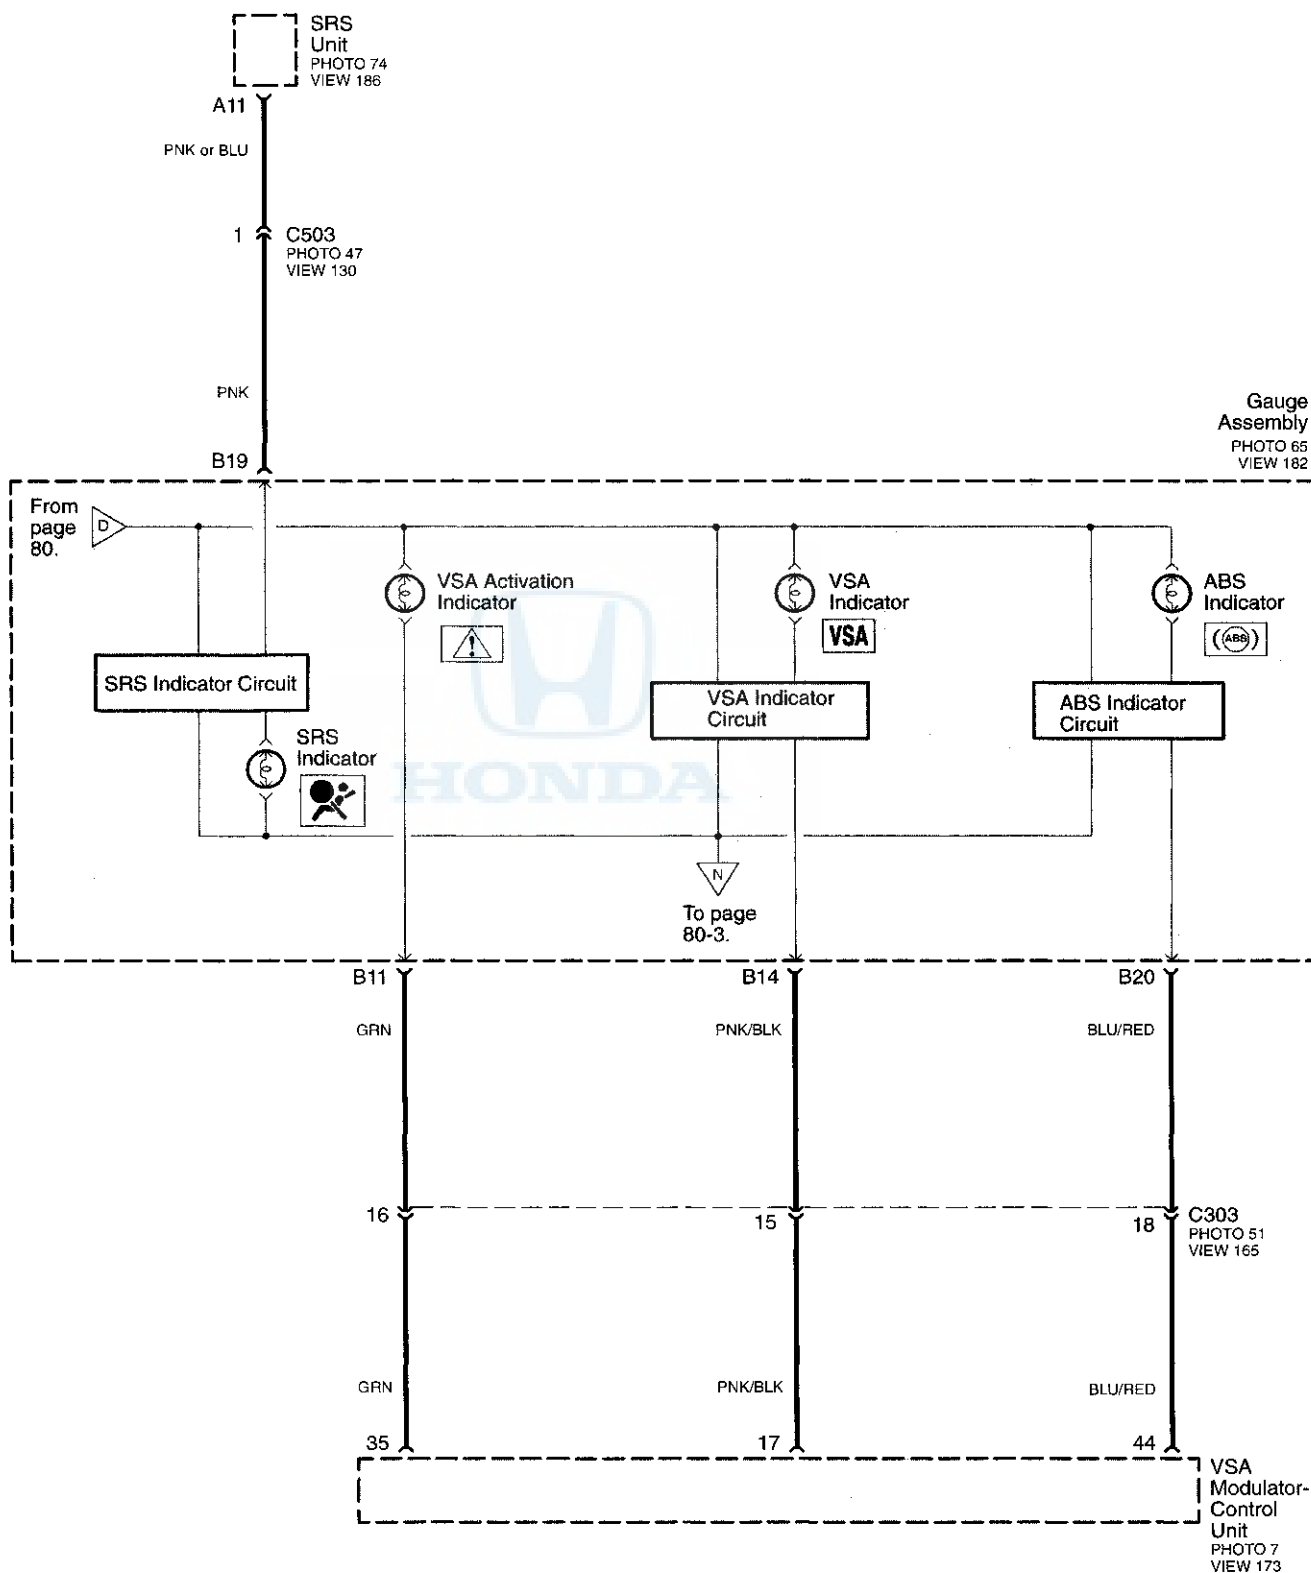 SRS
Unit
PHOTO 74
VIEW 186
A11
PNK or BLU
1
C503
PHOTO 47
VIEW 130
PNK
B19
Gauge
Assembly
PHOTO 65
VIEW 182
From
page
80.
D
VSA Activation
Indicator
!
VSA
Indicator
VSA
ABS
Indicator
(ABS)
SRS Indicator Circuit
VSA Indicator
Circuit
ABS Indicator
Circuit
SRS
Indicator
HONDA
N
To page
80-3.
B11
B14
B20
GRN
PNK/BLK
BLU/RED
16
15
18
C303
PHOTO 51
VIEW 165
GRN
PNK/BLK
BLU/RED
35
17
44
VSA
Modulator-
Control
Unit
PHOTO 7
VIEW 173